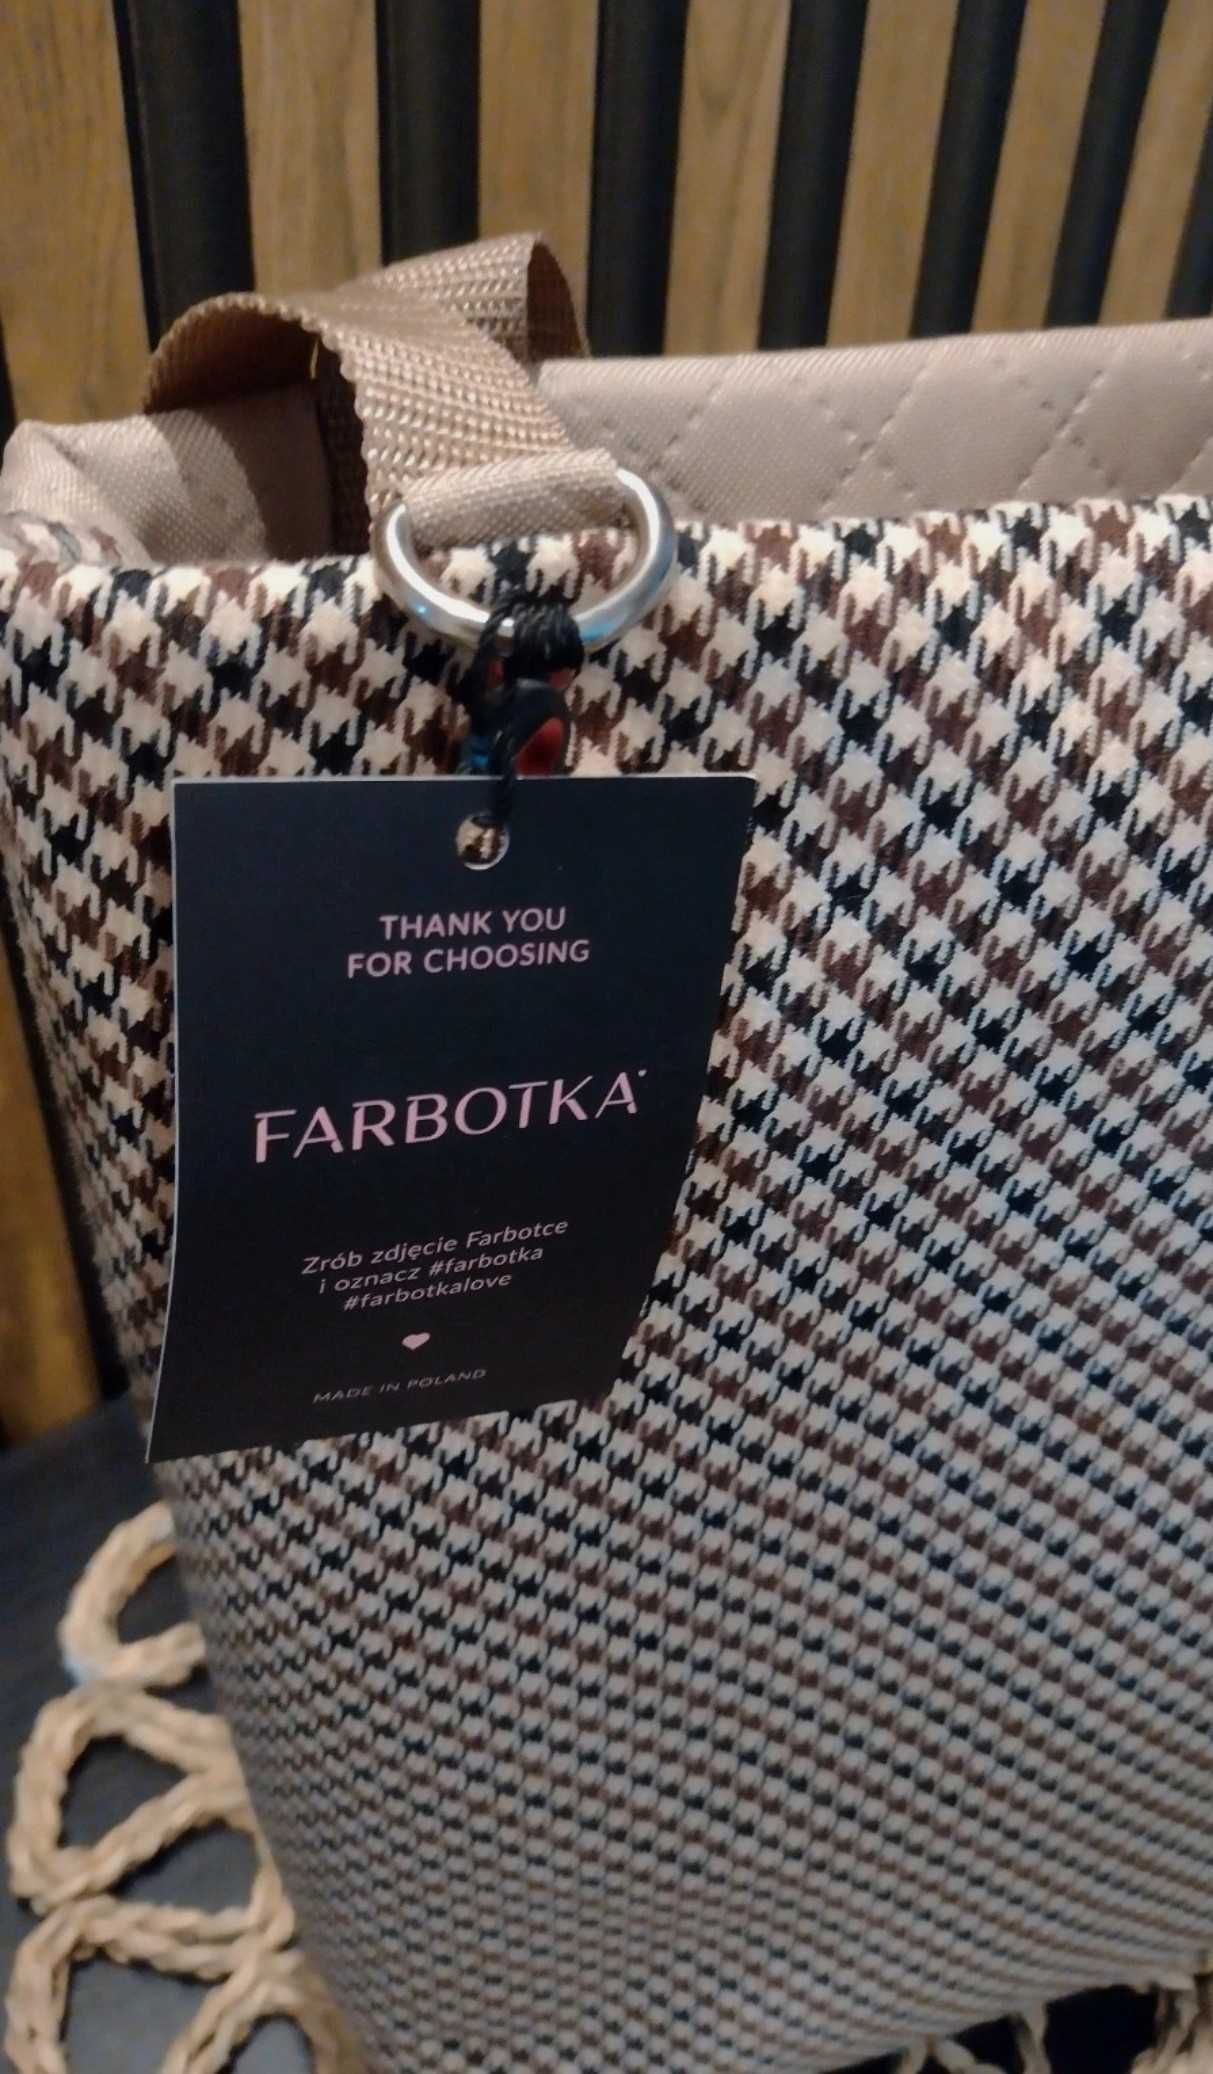 THANK YOU
FOR CHOOSING
FARBOTKA
Zrób zdjęcie Farbotce
i oznacz #farbotka
#farbotkalove
MADE IN POLAND